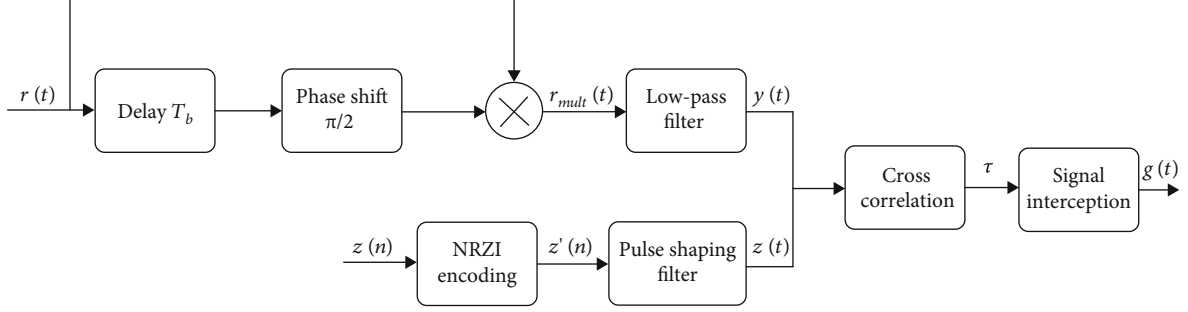 r (t)
Delay T_b
Phase shift
π/2
r_mult (t)
Low-pass
filter
y (t)
Cross
correlation
τ
Signal
interception
g (t)
z (n)
NRZI
encoding
z' (n)
Pulse shaping
filter
z (t)